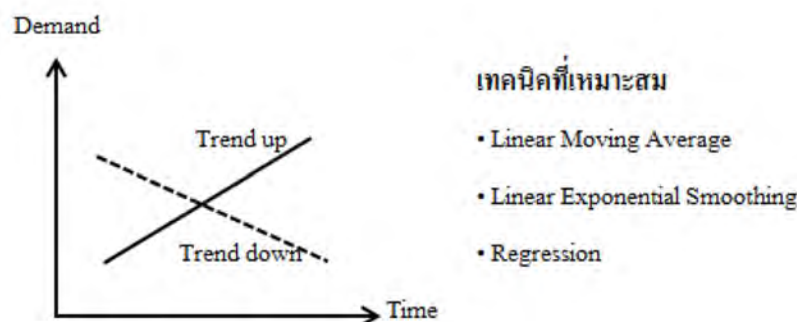 Demand
เทคนิคที่เหมาะสม
Trend up
• Linear Moving Average
• Linear Exponential Smoothing
Trend down
• Regression
Time